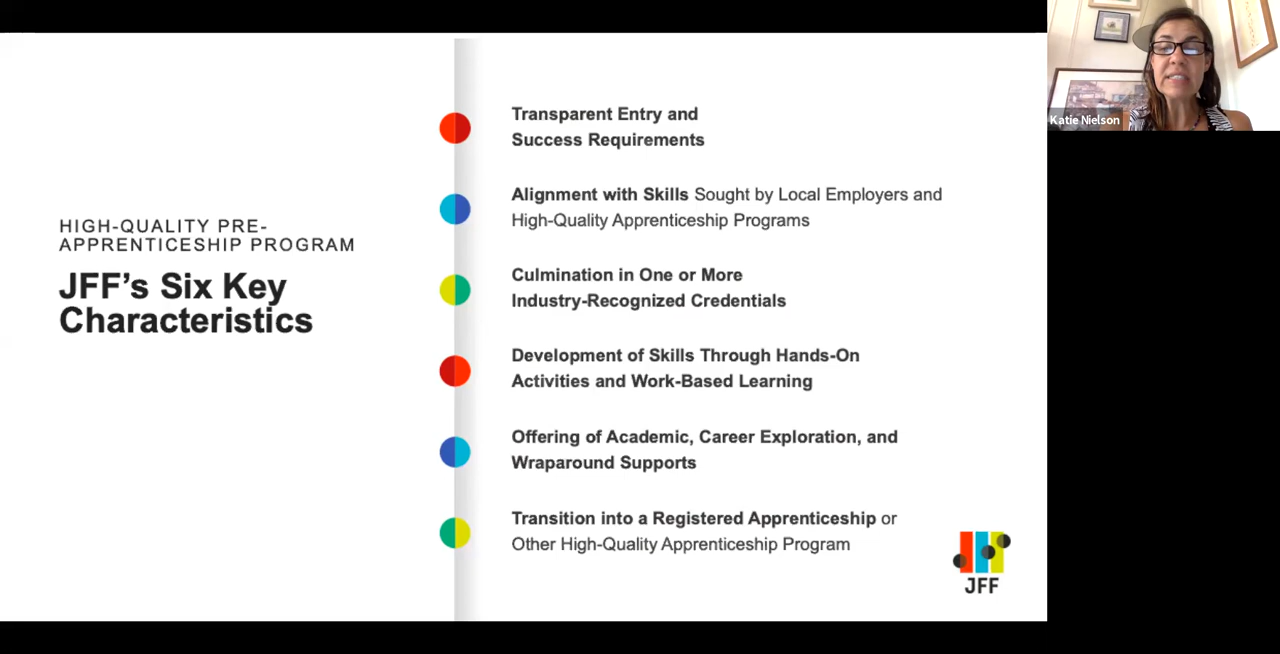 HIGH-QUALITY PRE-
APPRENTICESHIP PROGRAM
JFF’s Six Key
Characteristics
Transparent Entry and
Success Requirements
Alignment with Skills Sought by Local Employers and
High-Quality Apprenticeship Programs
Culmination in One or More
Industry-Recognized Credentials
Development of Skills Through Hands-On
Activities and Work-Based Learning
Offering of Academic, Career Exploration, and
Wraparound Supports
Transition into a Registered Apprenticeship or
Other High-Quality Apprenticeship Program
JFF
Katie Nielson